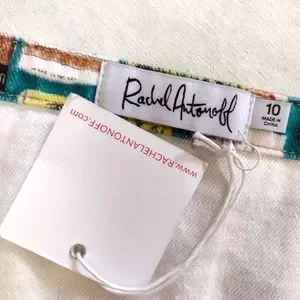 Rachel Antonoff
10
MADE IN
CHINA
www.RACHELANTONOFF.COM